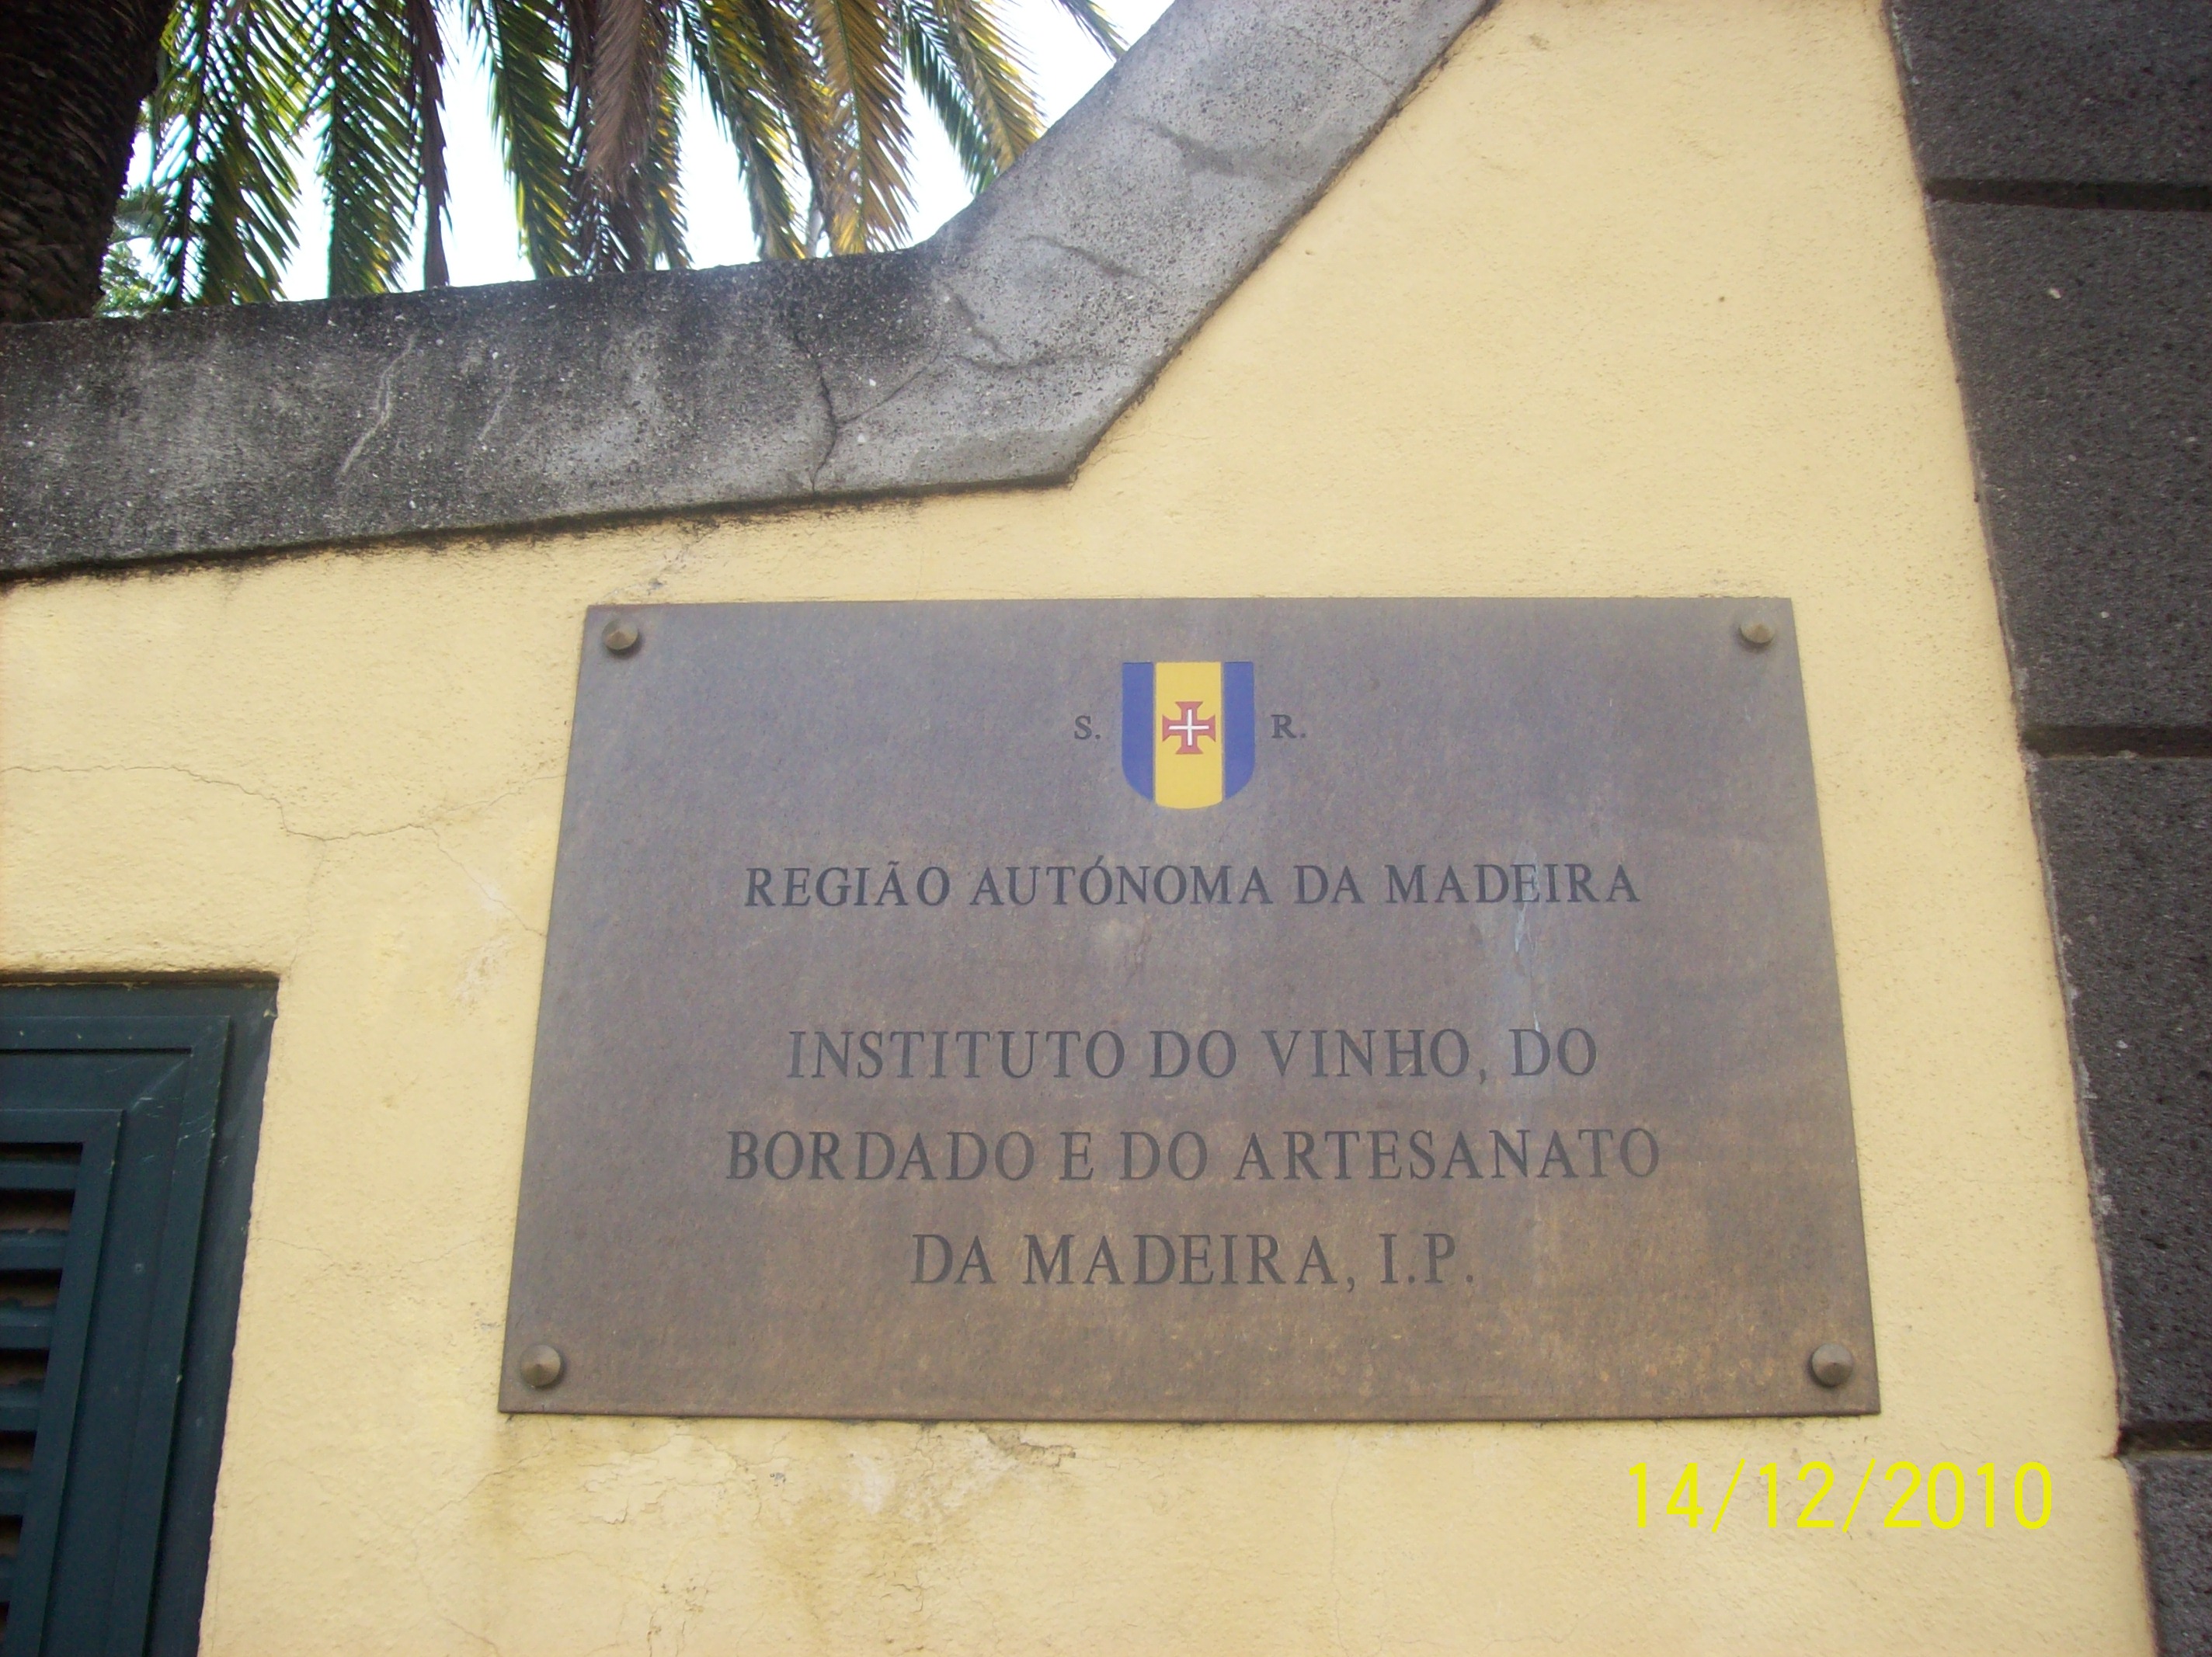 S. R.
REGIÃO AUTÓNOMA DA MADEIRA
INSTITUTO DO VINHO, DO
BORDADO E DO ARTESANATO
DA MADEIRA, I.P.
14/12/2010